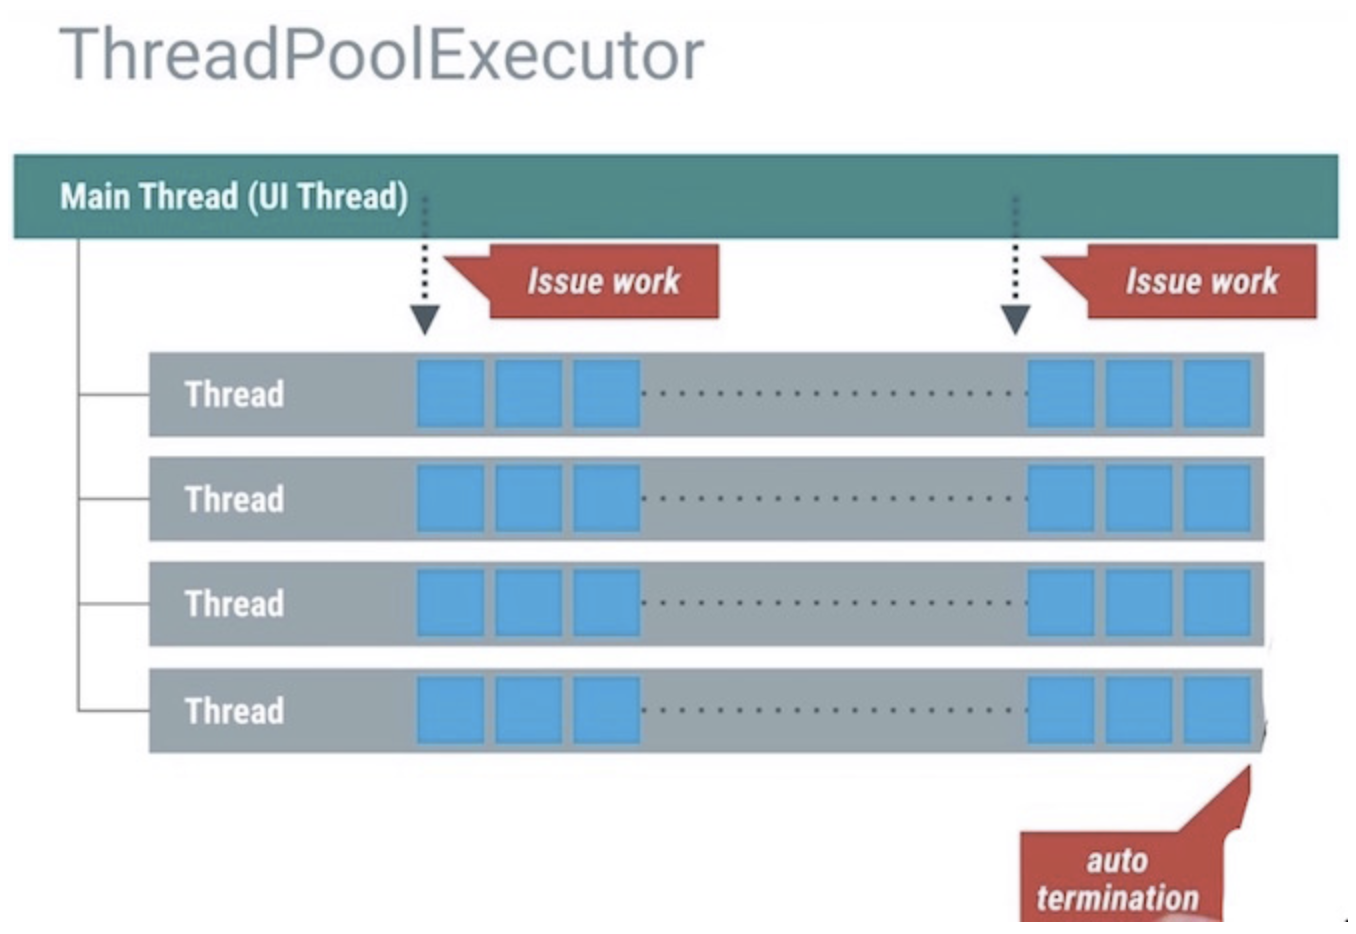 ThreadPoolExecutor
Main Thread (UI Thread)
Issue work
Issue work
Thread
Thread
Thread
Thread
auto
termination